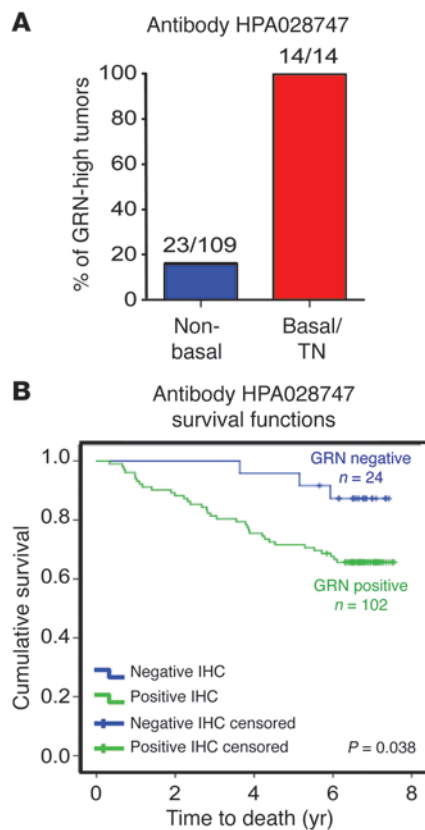 A
Antibody HPA028747
14/14
100
80
60
40
20
0
23/109
% of GRN-high tumors
Non-
basal
Basal/
TN
B
Antibody HPA028747
survival functions
1.0
0.8
0.6
0.4
0.2
0.0
Cumulative survival
GRN negative
n = 24
GRN positive
n = 102
Negative IHC
Positive IHC
Negative IHC censored
Positive IHC censored
P = 0.038
0 2 4 6 8
Time to death (yr)